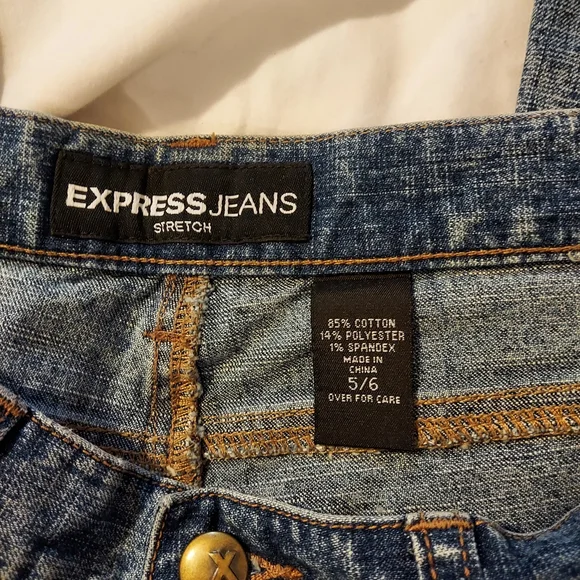 EXPRESS JEANS
STRETCH
85% COTTON
14% POLYESTER
1% SPANDEX
MADE IN
CHINA
5/6
OVER FOR CARE
X